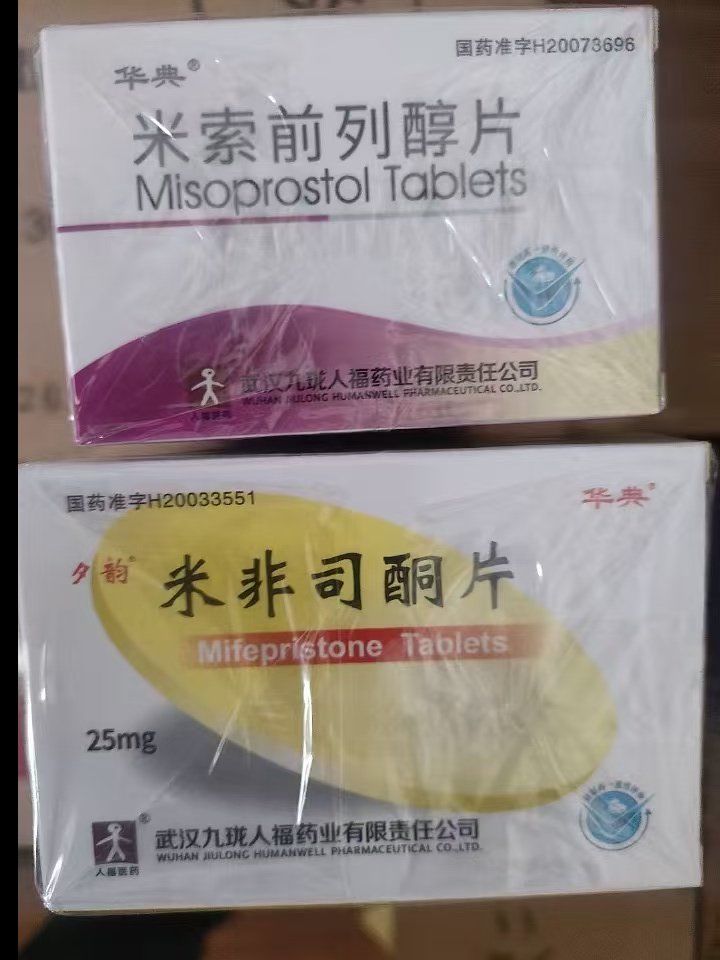 国药准字H20073696
华典®
米索前列醇片
Misoprostol Tablets
武汉九珑人福药业有限责任公司
WUHAN JIULONG HUMANWELL PHARMACEUTICAL CO.,LTD.
人福医药
国药准字H20033551
华典®
夕韵®
米非司酮片
Mifepristone Tablets
25mg
®
武汉九珑人福药业有限责任公司
WUHAN JIULONG HUMANWELL PHARMACEUTICAL CO.,LTD.
人福医药